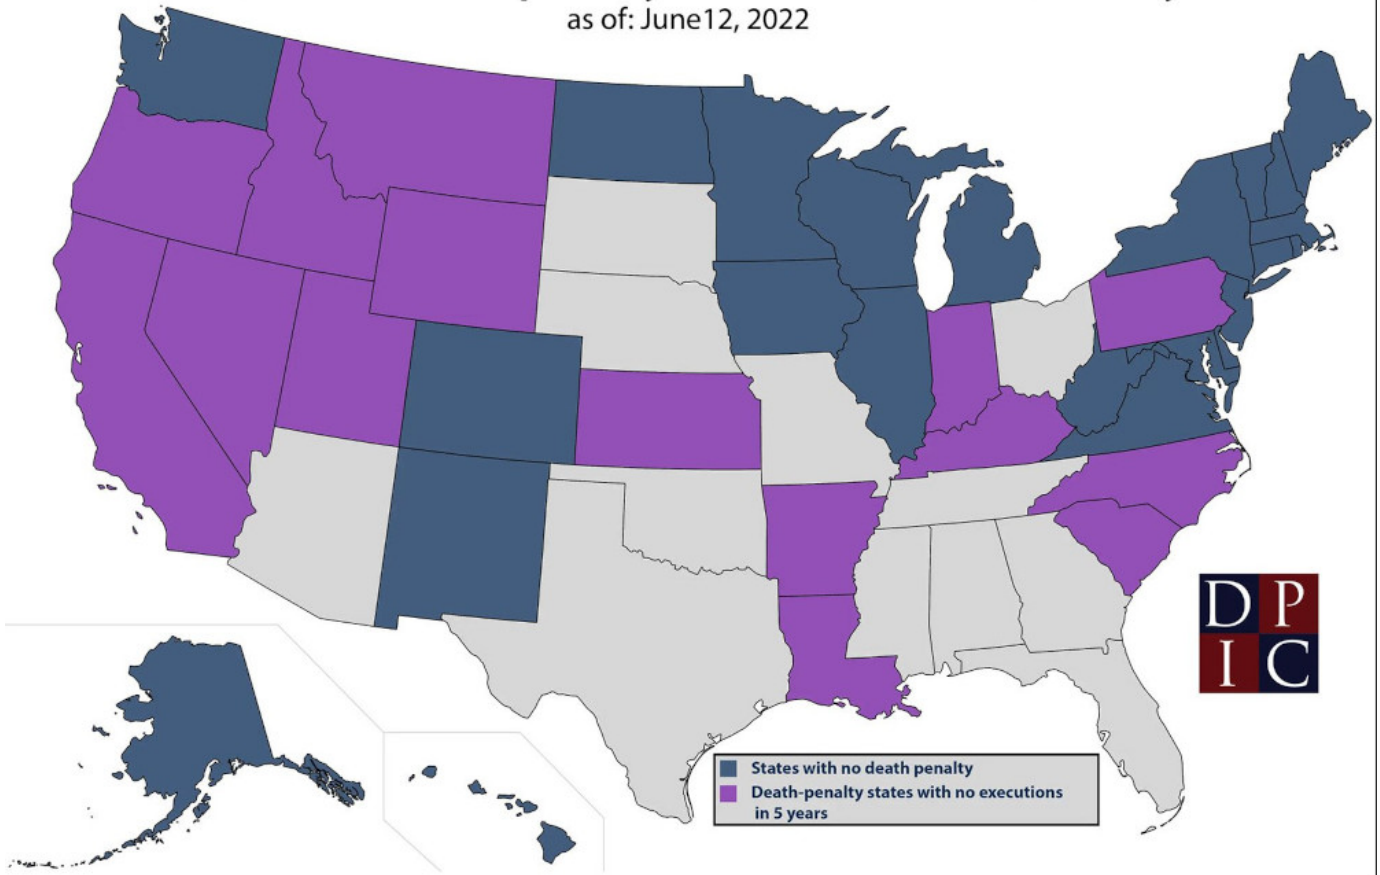 as of: June12, 2022
D P
I C
States with no death penalty
Death-penalty states with no executions
in 5 years